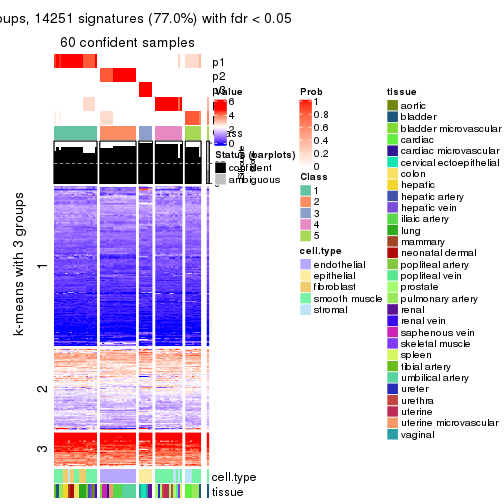 oups, 14251 signatures (77.0%) with fdr < 0.05
60 confident samples
p1
p2
p3
Class
k-means with 3 groups
1
2
3
cell.type
tissue
Value
6
4
2
0
Status (barplots)
confident
ambiguous
Prob
1
0.8
0.6
0.4
0.2
0
Class
1
2
3
4
5
cell.type
endothelial
epithelial
fibroblast
smooth muscle
stromal
tissue
aortic
bladder
bladder microvascular
cardiac
cardiac microvascular
cervical ectoepithelial
colon
hepatic
hepatic artery
hepatic vein
iliac artery
lung
mammary
neonatal dermal
popliteal artery
popliteal vein
prostate
pulmonary artery
renal
renal vein
saphenous vein
skeletal muscle
spleen
tibial artery
umbilical artery
ureter
urethra
uterine
uterine microvascular
vaginal